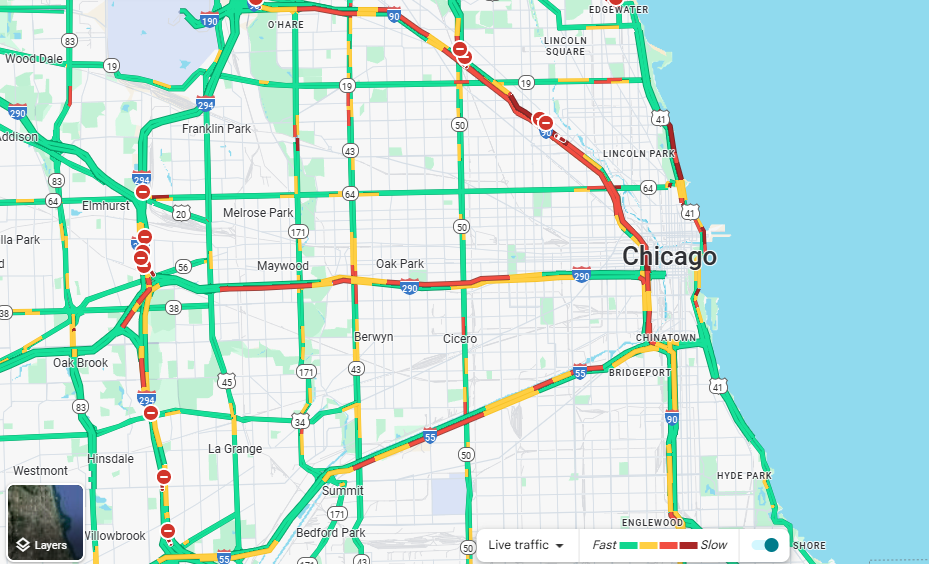 EDGEWATER
190
90
O'HARE
83
LINCOLN
SQUARE
Wood Dale
19
19
19
290
294
Franklin Park
50
41
Addison
43
90
LINCOLN PARK
83
294
64
64
64
Elmhurst
20
Melrose Park
41
171
50
Chicago
56
Maywood
Oak Park
290
290
38
38
Berwyn
Cicero
CHINATOWN
Oak Brook
43
171
55
BRIDGEPORT
45
41
83
294
34
90
55
La Grange
50
Hinsdale
Westmont
HYDE PARK
Summit
171
ENGLEWOOD
Willowbrook
Bedford Park
Layers
55
171
43
50
Live traffic
Fast
Slow
SHORE